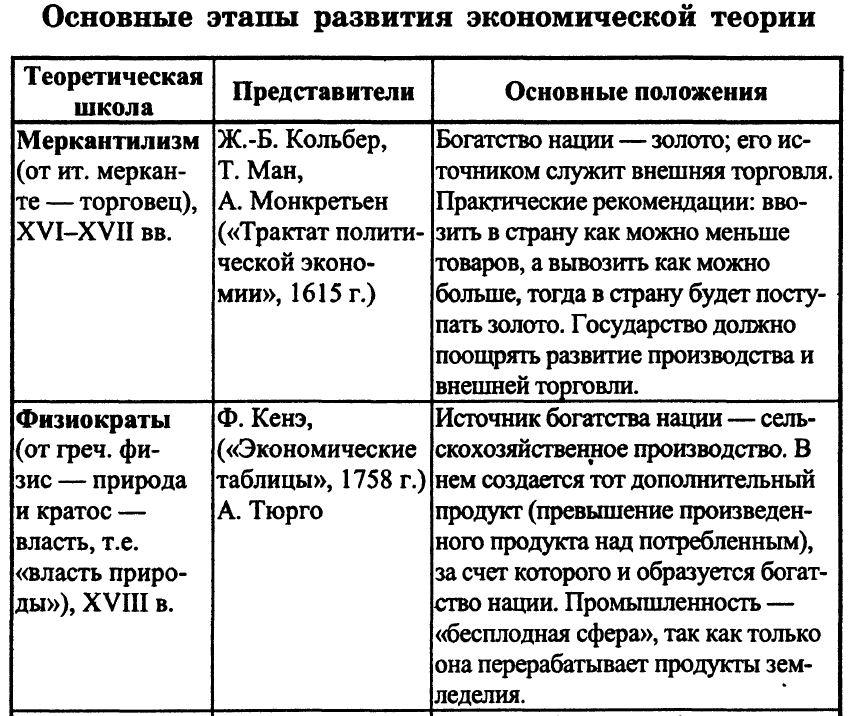 Основные этапы развития экономической теории
Теоретическая
школа
Представители
Основные положения
Меркантилизм
(от ит. меркан-
те — торговец),
XVI–XVII вв.
Ж.-Б. Кольбер,
Т. Ман,
А. Монкретьен
(«Трактат полити-
ческой эконо-
мии», 1615 г.)
Богатство нации — золото; его ис-
точником служит внешняя торговля.
Практические рекомендации: вво-
зить в страну как можно меньше
товаров, а вывозить как можно
больше, тогда в страну будет посту-
пать золото. Государство должно
поощрять развитие производства и
внешней торговли.
Физиократы
(от греч. фи-
зис — природа
и кратос —
власть, т.е.
«власть приро-
ды»), XVIII в.
Ф. Кенэ,
(«Экономические
таблицы», 1758 г.)
А. Тюрго
Источник богатства нации — сель-
скохозяйственное производство. В
нем создается тот дополнительный
продукт (превышение произведен-
ного продукта над потребленным),
за счет которого и образуется богат-
ство нации. Промышленность —
«бесплодная сфера», так как только
она перерабатывает продукты зем-
леделия.